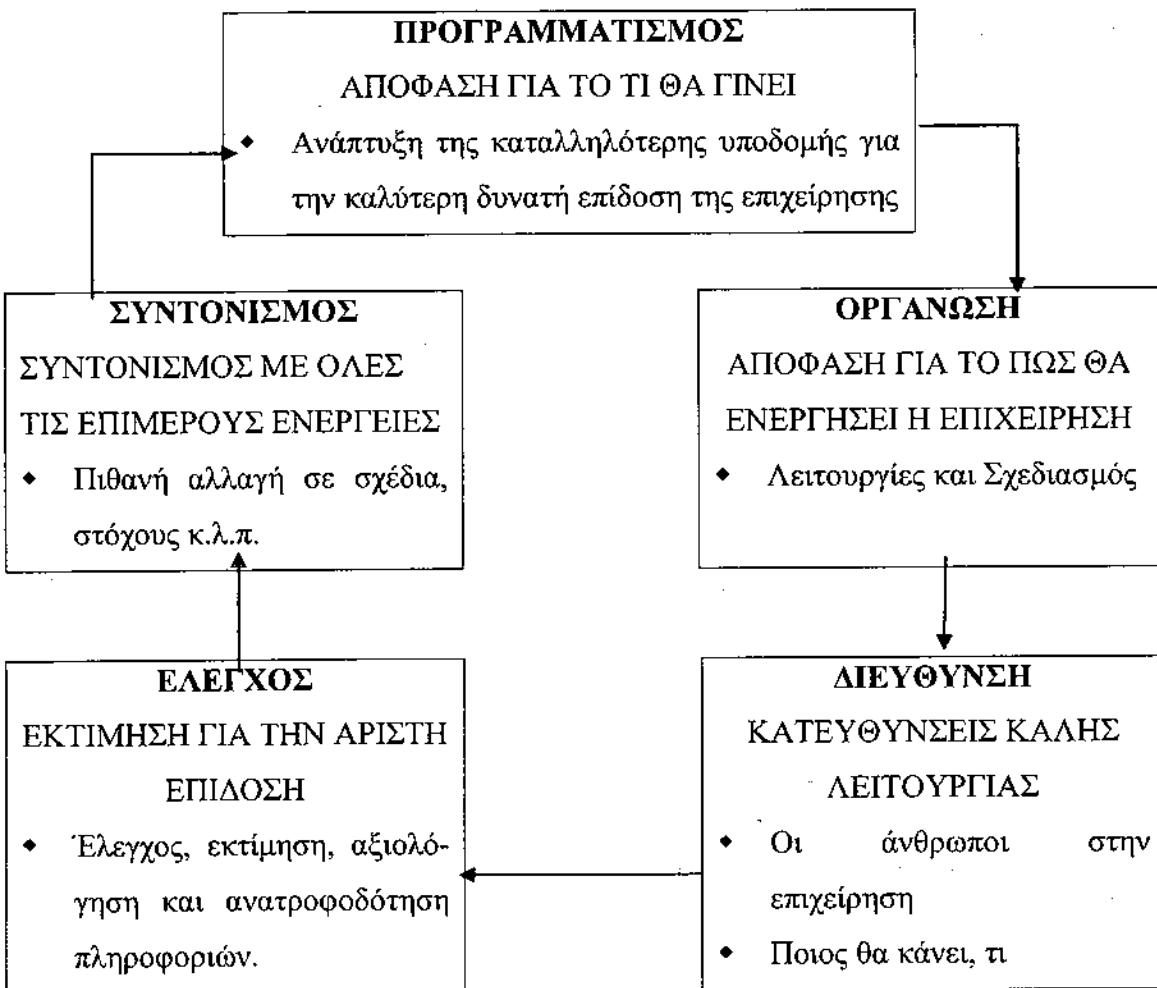 ΠΡΟΓΡΑΜΜΑΤΙΣΜΟΣ
ΑΠΟΦΑΣΗ ΓΙΑ ΤΟ ΤΙ ΘΑ ΓΙΝΕΙ
◆ Ανάπτυξη της καταλληλότερης υποδομής για
την καλύτερη δυνατή επίδοση της επιχείρησης
ΣΥΝΤΟΝΙΣΜΟΣ
ΣΥΝΤΟΝΙΣΜΟΣ ΜΕ ΟΛΕΣ
ΤΙΣ ΕΠΙΜΕΡΟΥΣ ΕΝΕΡΓΕΙΕΣ
◆ Πιθανή αλλαγή σε σχέδια,
στόχους κ.λ.π.
ΟΡΓΑΝΩΣΗ
ΑΠΟΦΑΣΗ ΓΙΑ ΤΟ ΠΩΣ ΘΑ
ΕΝΕΡΓΗΣΕΙ Η ΕΠΙΧΕΙΡΗΣΗ
◆ Λειτουργίες και Σχεδιασμός
ΕΛΕΓΧΟΣ
ΕΚΤΙΜΗΣΗ ΓΙΑ ΤΗΝ ΑΡΙΣΤΗ
ΕΠΙΔΟΣΗ
◆ Έλεγχος, εκτίμηση, αξιολό-
γηση και ανατροφοδότηση
πληροφοριών.
ΔΙΕΥΘΥΝΣΗ
ΚΑΤΕΥΘΥΝΣΕΙΣ ΚΑΛΗΣ
ΛΕΙΤΟΥΡΓΙΑΣ
◆ Οι άνθρωποι στην
επιχείρηση
◆ Ποιος θα κάνει, τι